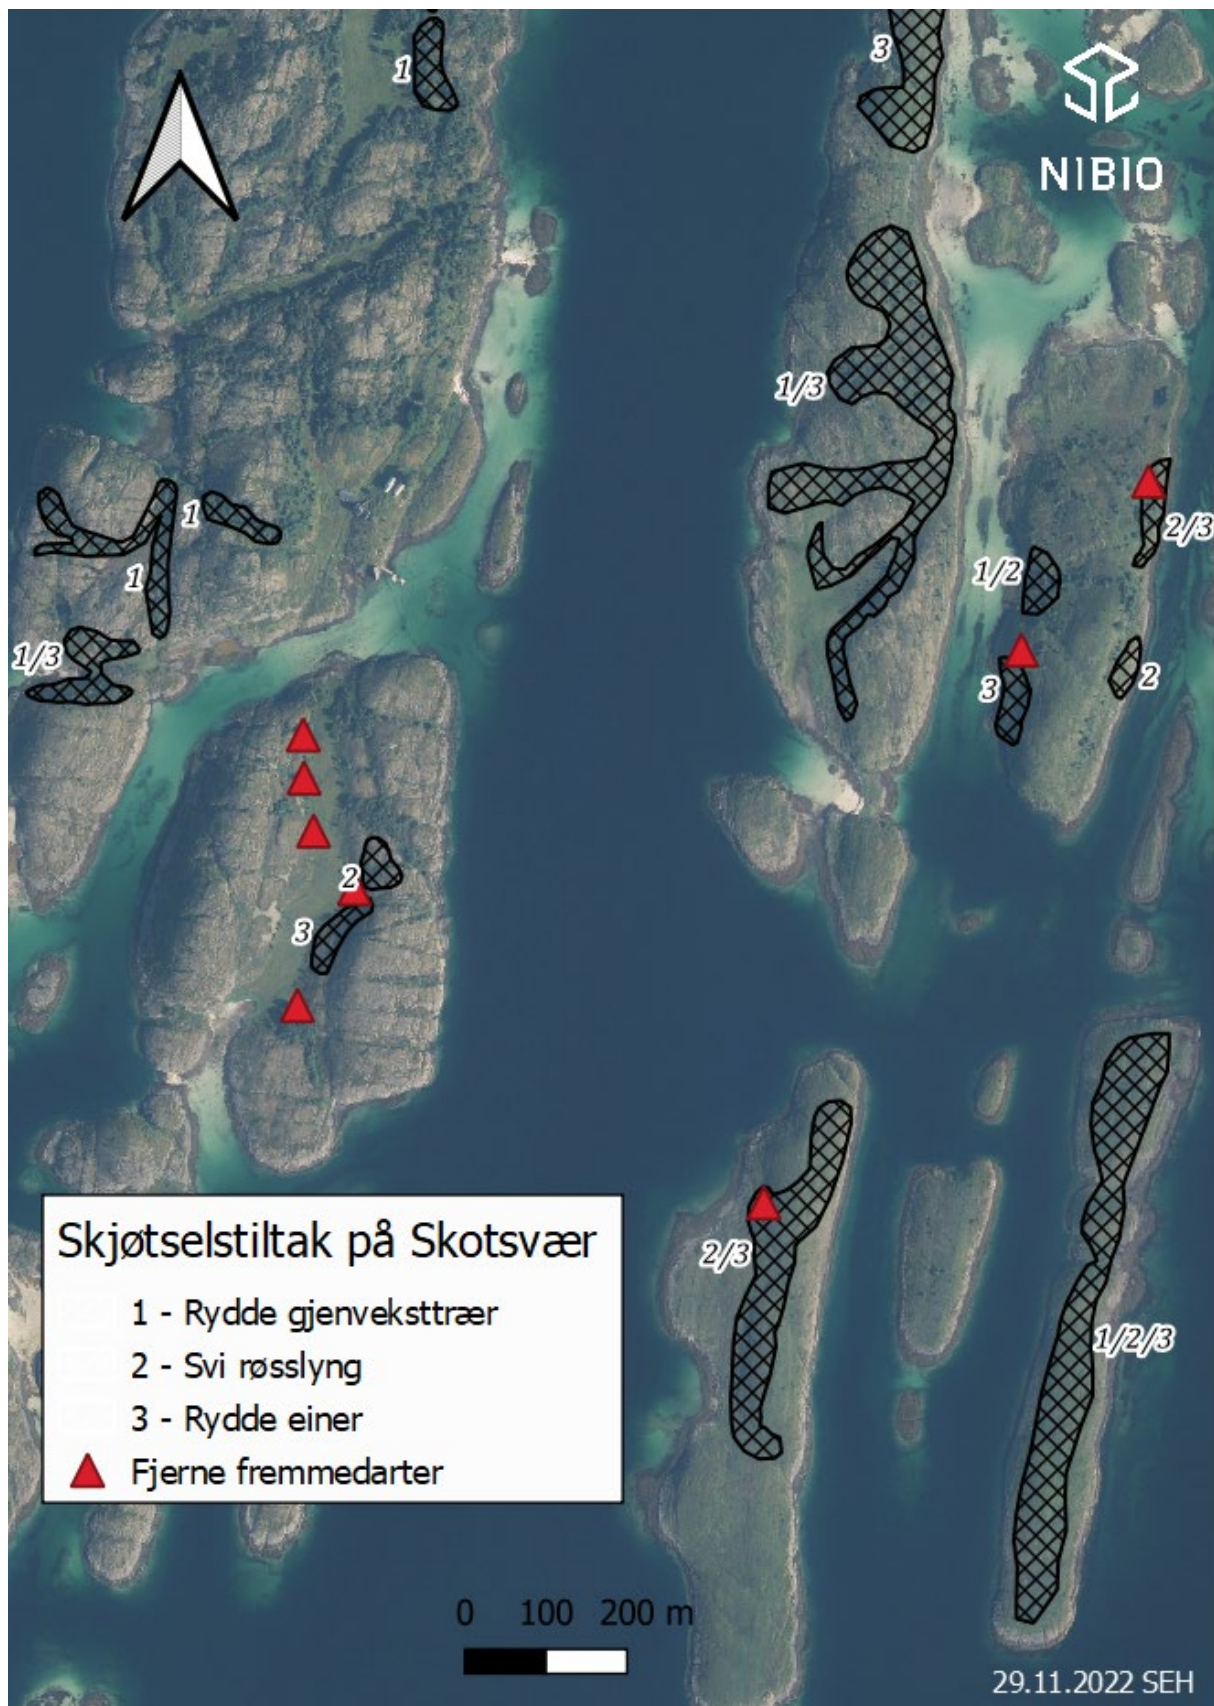 1
3
NIBIO
1/3
1
1
2/3
1/2
1/3
3
2
2
3
2/3
Skjøtselstiltak på Skotsvær
1 - Rydde gjenveksttrær
2 - Svi røsslyng
3 - Rydde einer
Fjerne fremmedarter
1/2/3
0 100 200 m
29.11.2022 SEH